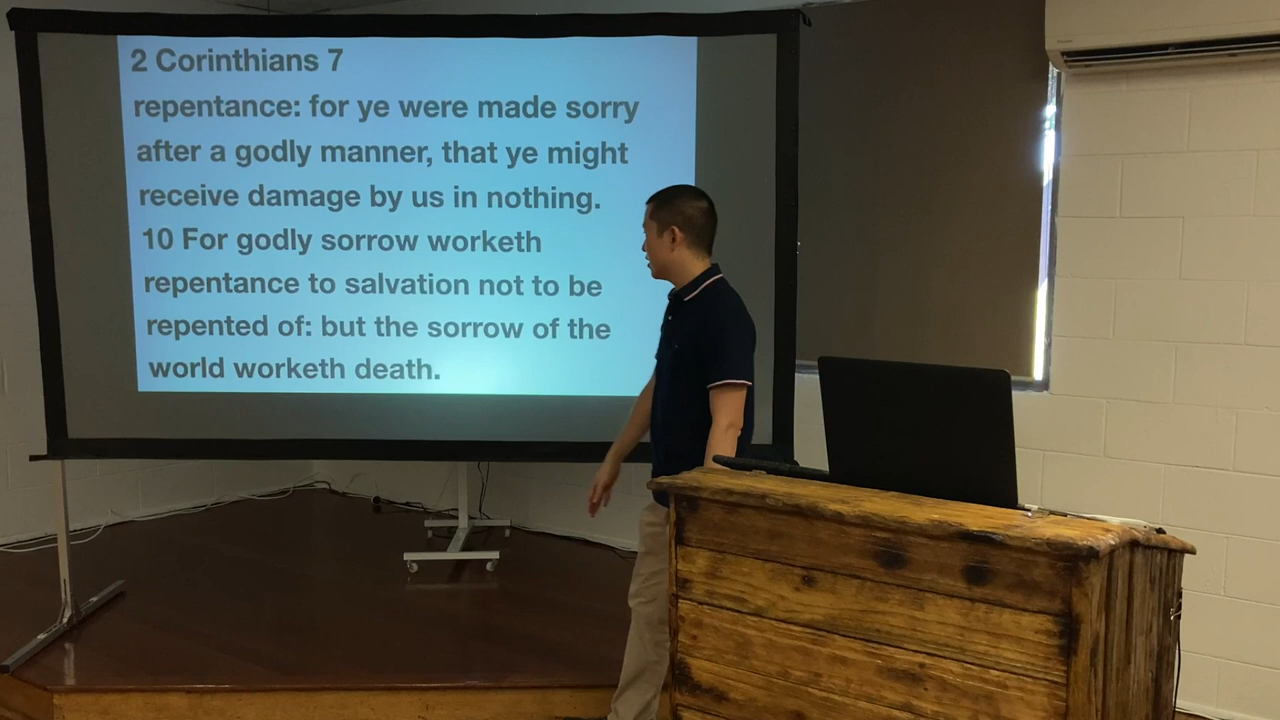 2 Corinthians 7
repentance: for ye were made sorry
after a godly manner, that ye might
receive damage by us in nothing.
10 For godly sorrow worketh
repentance to salvation not to be
repented of: but the sorrow of the
world worketh death.